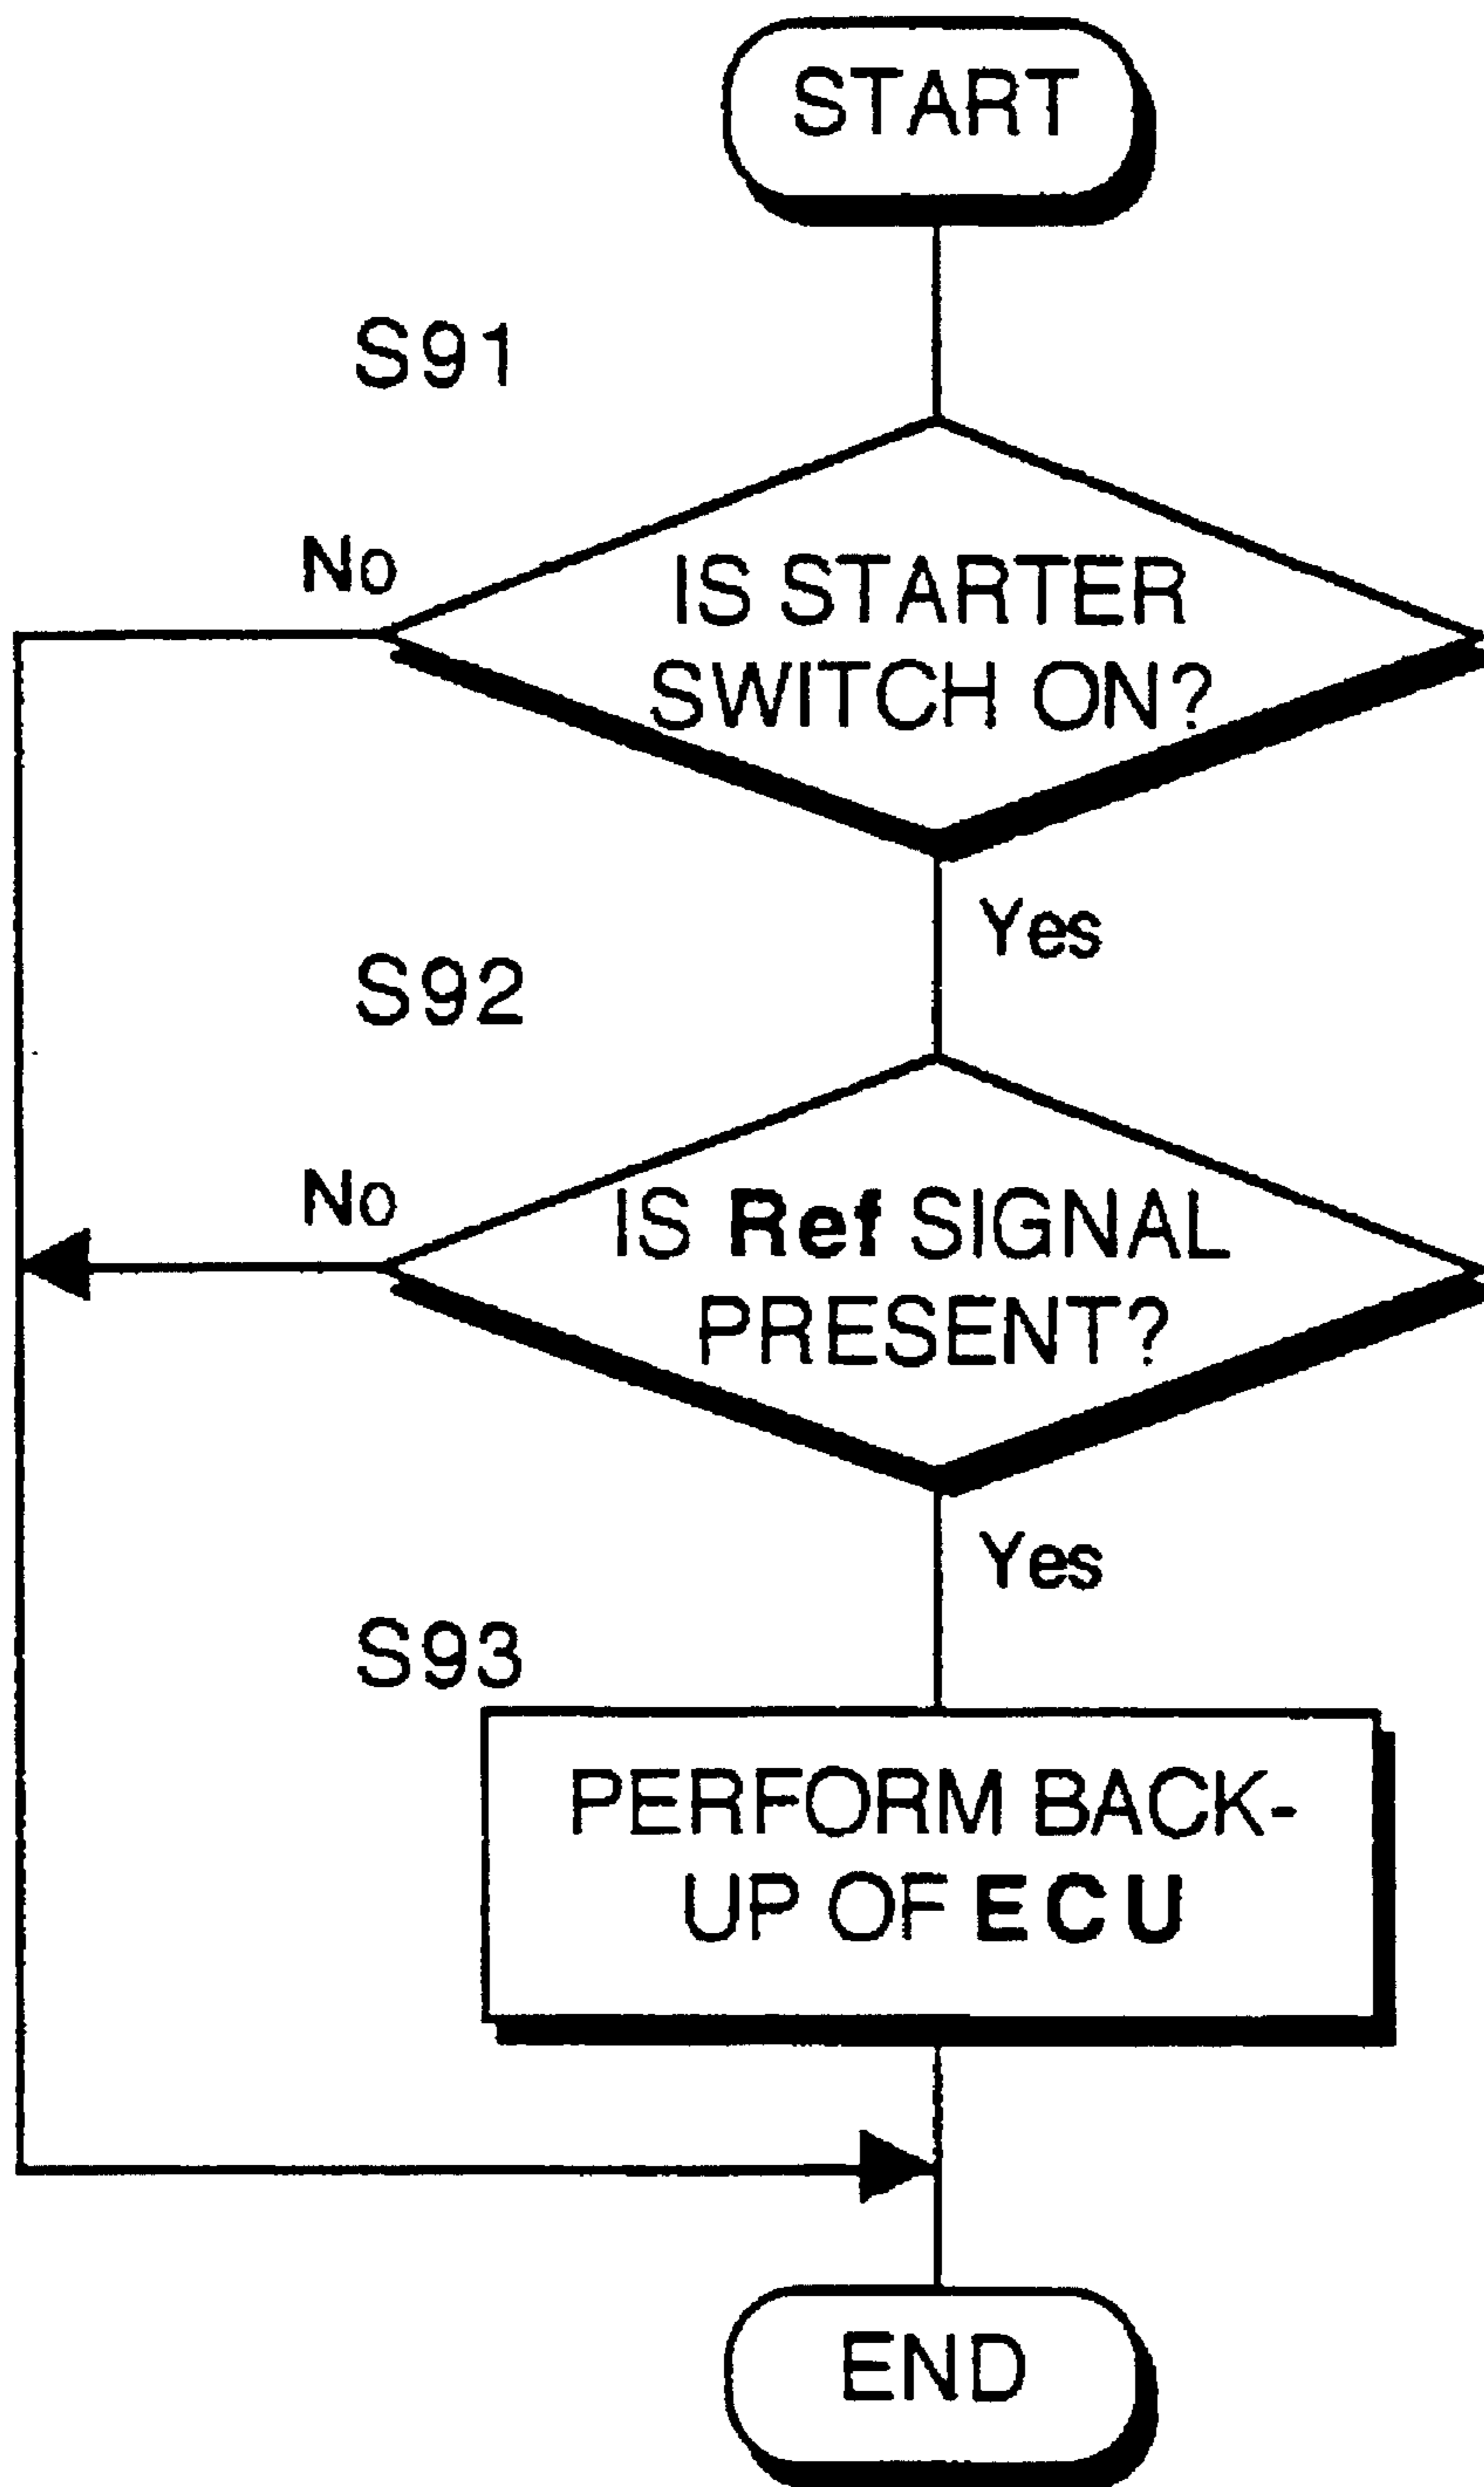 START
S91
No
IS STARTER
SWITCH ON?
Yes
S92
No
IS Ref SIGNAL
PRESENT?
Yes
S93
PERFORM BACK-
UP OF ECU
END